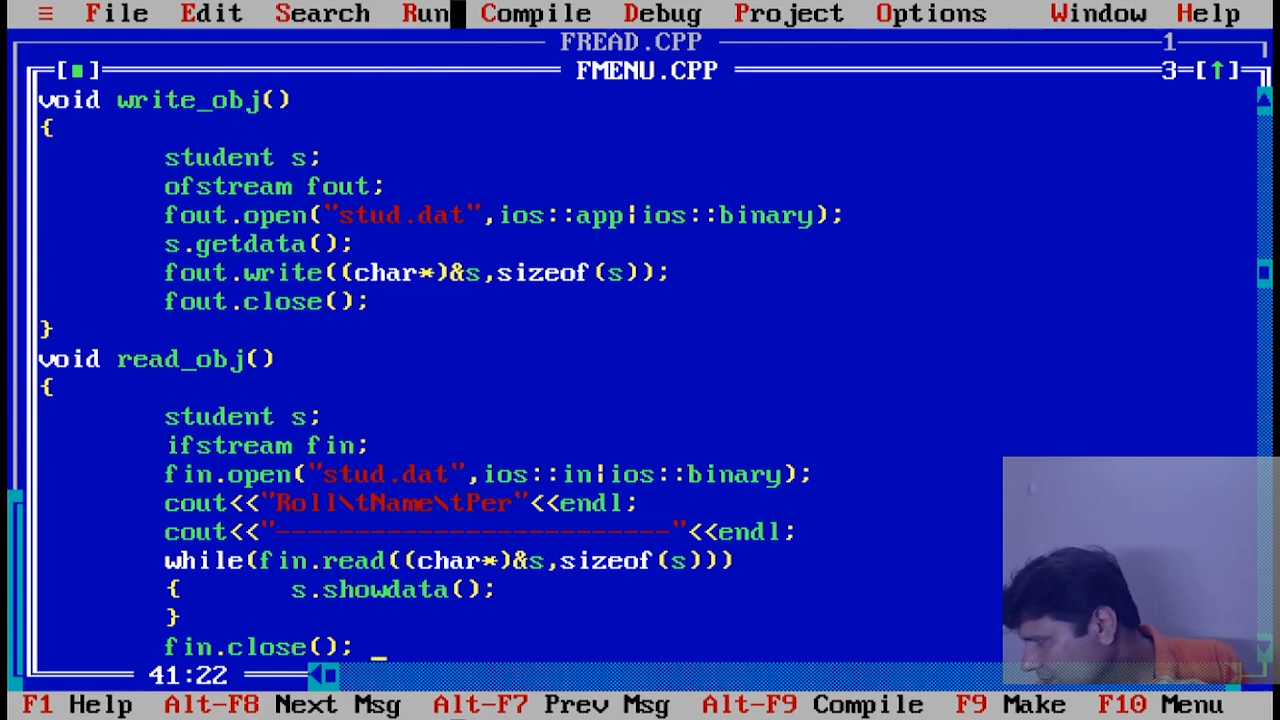 ≡ File Edit Search Run Compile Debug Project Options Window Help
FREAD.CPP 1
[■] FMENU.CPP 3=[↑]
void write_obj()
{
student s;
ofstream fout;
fout.open("stud.dat",ios::app|ios::binary);
s.getdata();
fout.write((char*)&s,sizeof(s));
fout.close();
}
void read_obj()
{
student s;
ifstream fin;
fin.open("stud.dat",ios::in|ios::binary);
cout<<"Roll\tName\tPer"<<endl;
cout<<"-------------------------"<<endl;
while(fin.read((char*)&s,sizeof(s)))
{ s.showdata();
}
fin.close(); _
41:22
F1 Help Alt-F8 Next Msg Alt-F7 Prev Msg Alt-F9 Compile F9 Make F10 Menu